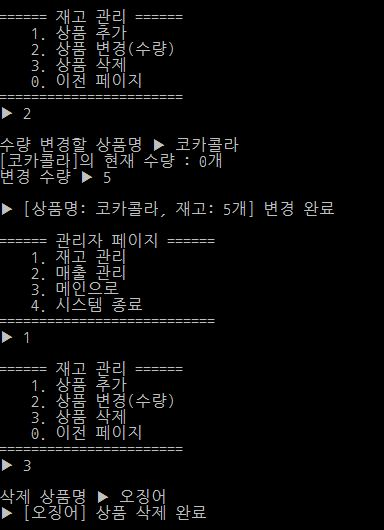 ====== 재고 관리 ======
1. 상품 추가
2. 상품 변경(수량)
3. 상품 삭제
0. 이전 페이지
=======================
▶ 2
수량 변경할 상품명 ▶ 코카콜라
[코카콜라]의 현재 수량 : 0개
변경 수량 ▶ 5
▶ [상품명: 코카콜라, 재고: 5개] 변경 완료
====== 관리자 페이지 ======
1. 재고 관리
2. 매출 관리
3. 메인으로
4. 시스템 종료
===========================
▶ 1
====== 재고 관리 ======
1. 상품 추가
2. 상품 변경(수량)
3. 상품 삭제
0. 이전 페이지
=======================
▶ 3
삭제 상품명 ▶ 오징어
▶ [오징어] 상품 삭제 완료